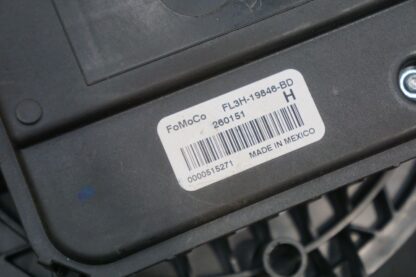 FoMoCo FL3H-19846-BD
260151 H
0000515271 MADE IN MEXICO